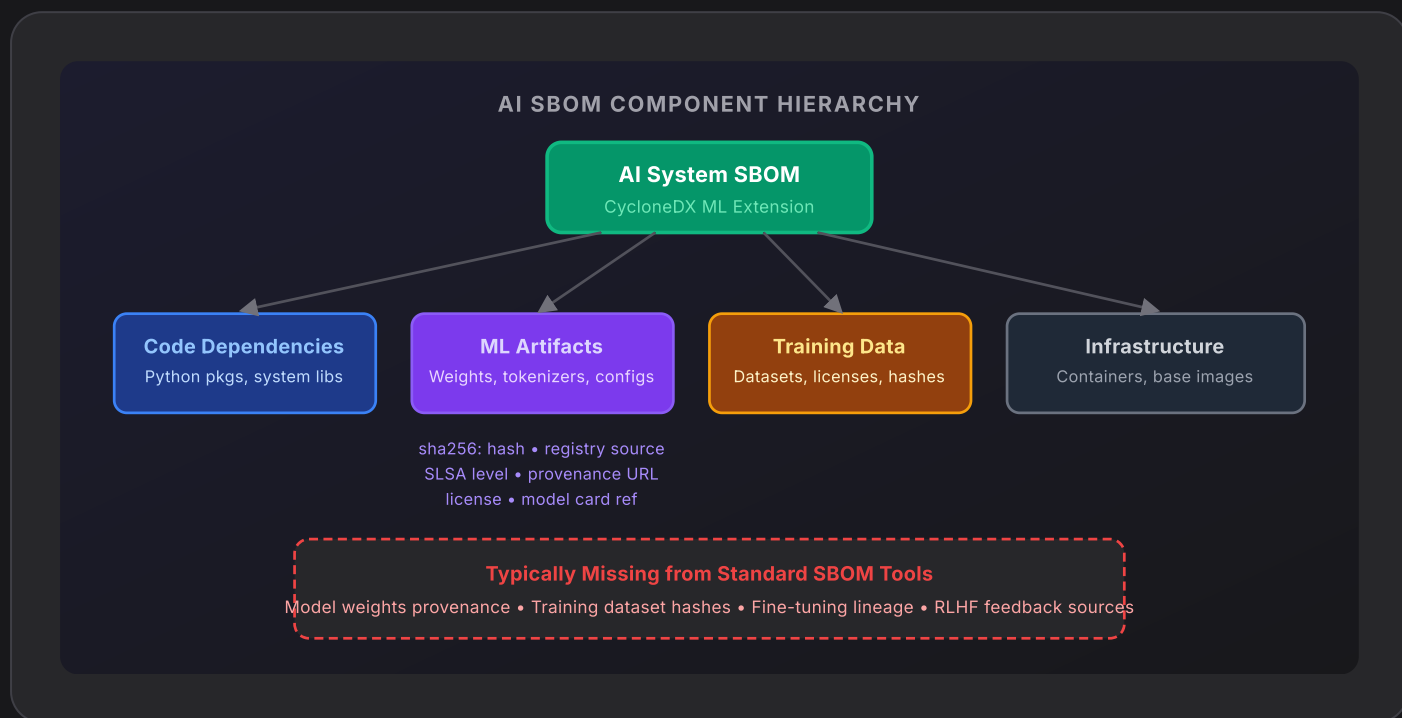 AI SBOM COMPONENT HIERARCHY
AI System SBOM
CycloneDX ML Extension
Code Dependencies
Python pkgs, system libs
ML Artifacts
Weights, tokenizers, configs
Training Data
Datasets, licenses, hashes
Infrastructure
Containers, base images
sha256: hash • registry source
SLSA level • provenance URL
license • model card ref
Typically Missing from Standard SBOM Tools
Model weights provenance • Training dataset hashes • Fine-tuning lineage • RLHF feedback sources